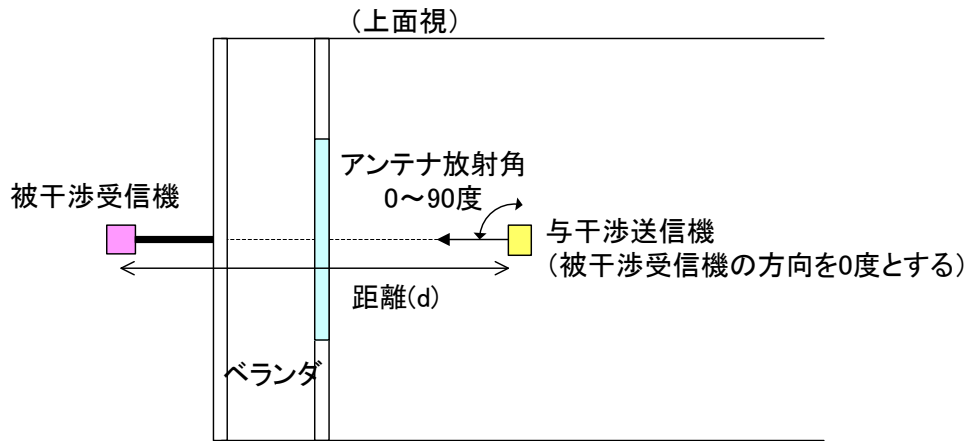 （上面視）
アンテナ放射角
0～90度
被干渉受信機
与干渉送信機
（被干渉受信機の方向を0度とする）
距離(d)
ベランダ